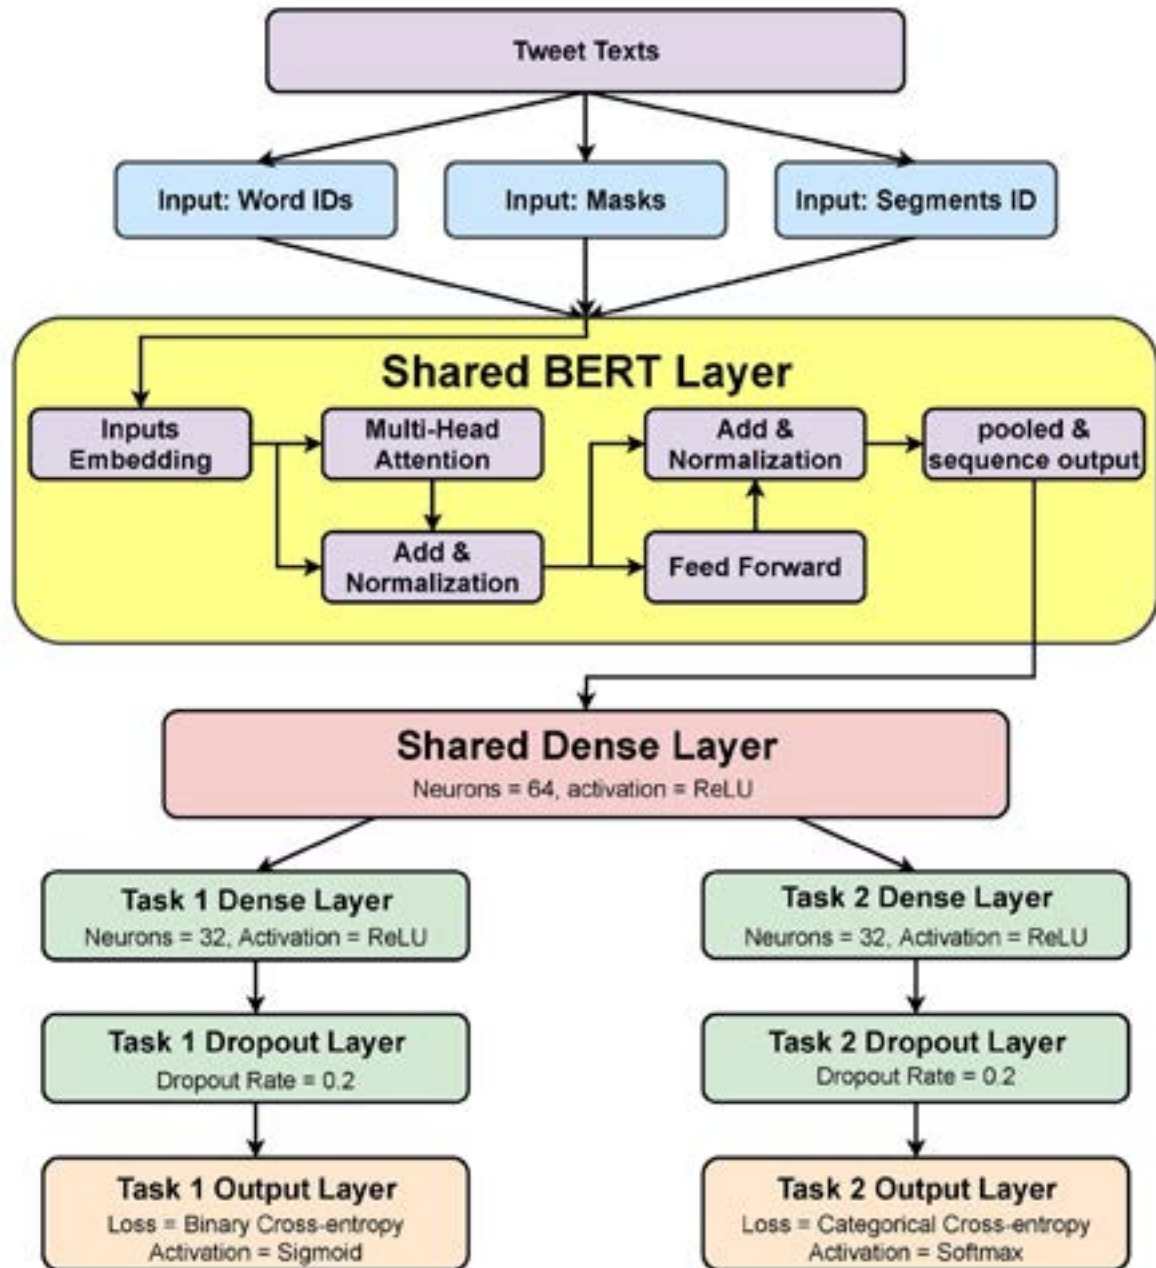 Tweet Texts
Input: Word IDs
Input: Masks
Input: Segments ID
Shared BERT Layer
Inputs
Embedding
Multi-Head
Attention
Add &
Normalization
pooled &
sequence output
Add &
Normalization
Feed Forward
Shared Dense Layer
Neurons = 64, activation = ReLU
Task 1 Dense Layer
Neurons = 32, Activation = ReLU
Task 2 Dense Layer
Neurons = 32, Activation = ReLU
Task 1 Dropout Layer
Dropout Rate = 0.2
Task 2 Dropout Layer
Dropout Rate = 0.2
Task 1 Output Layer
Loss = Binary Cross-entropy
Activation = Sigmoid
Task 2 Output Layer
Loss = Categorical Cross-entropy
Activation = Softmax